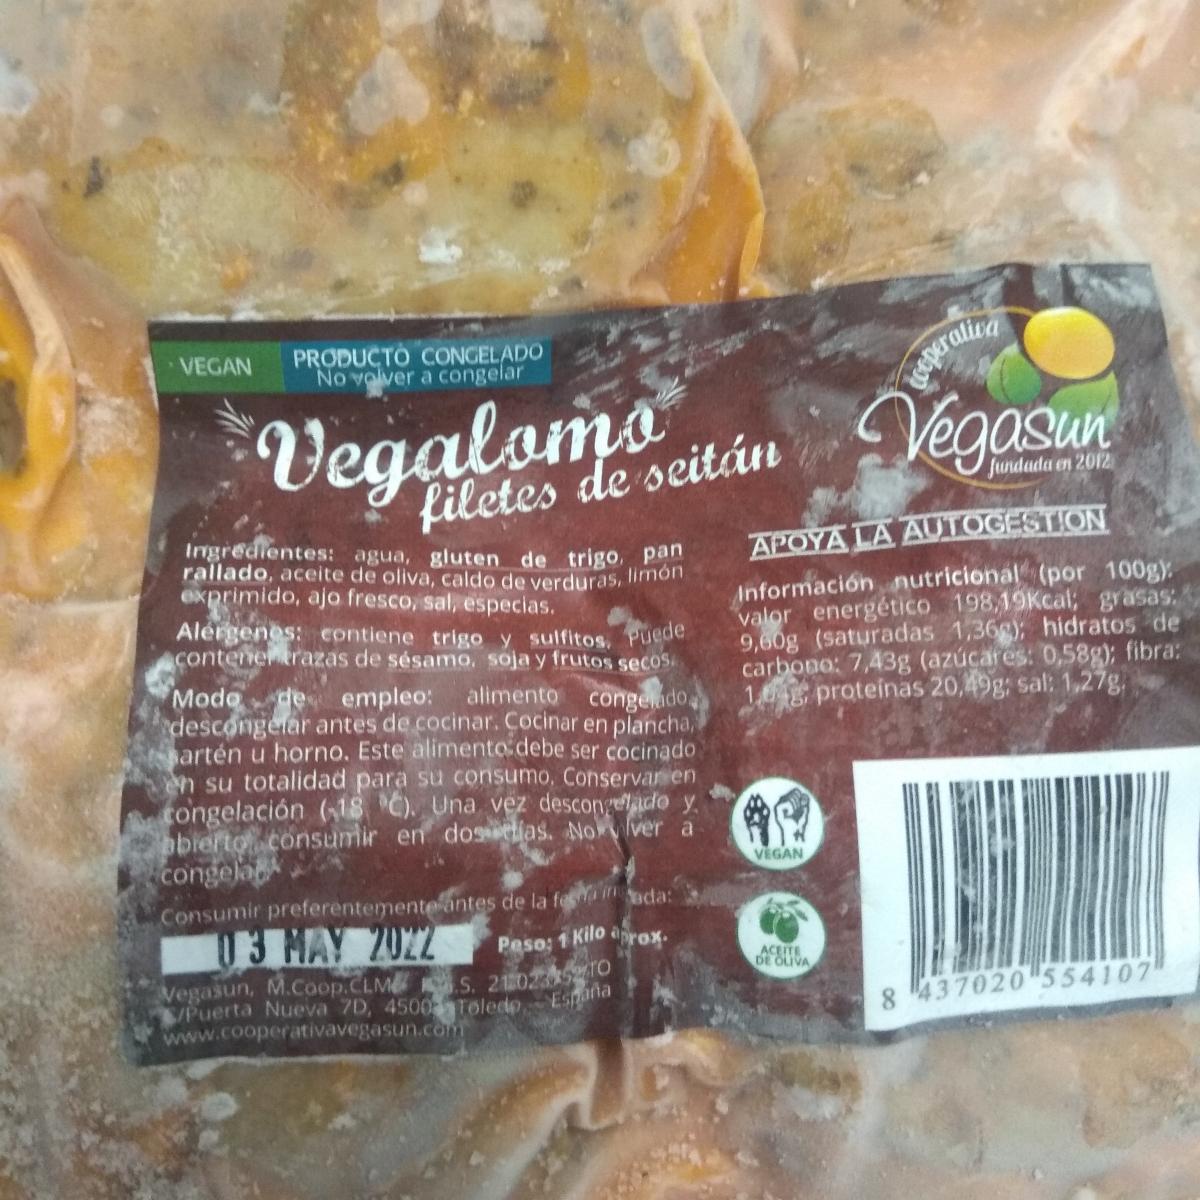 VEGAN
PRODUCTO CONGELADO
No volver a congelar
Vegalomo
filetes de seitán
Ingredientes: agua, gluten de trigo, pan
rallado, aceite de oliva, caldo de verduras, limón
exprimido, ajo fresco, sal, especias.
Alérgenos: contiene trigo y sulfitos. Puede
contener trazas de sésamo, soja y frutos secos.
Modo de empleo: alimento congelado,
descongelar antes de cocinar. Cocinar en plancha,
sartén u horno. Este alimento debe ser cocinado
en su totalidad para su consumo. Conservar en
congelación (-18 ºC). Una vez descongelado y
abierto, consumir en dos días. No volver a
congelar.
Consumir preferentemente antes de la fecha indicada:
03 MAY 2022
Peso: 1 Kilo aprox.
Vegasun, M.Coop.CLM
.S.
TO
C/Puerta Nueva 7D,
Toledo. España
www.cooperativavegasun.com
cooperativa
Vegasun
fundada en 2012
APOYA LA AUTOGESTION
Información nutricional (por 100g):
valor energético 198,19Kcal; grasas:
9,60g (saturadas 1,36g); hidratos de
carbono: 7,43g (azúcares: 0,58g); fibra:
proteínas 20,49g; sal: 1,27g.
VEGAN
ACEITE
DE OLIVA
8 437020 554107